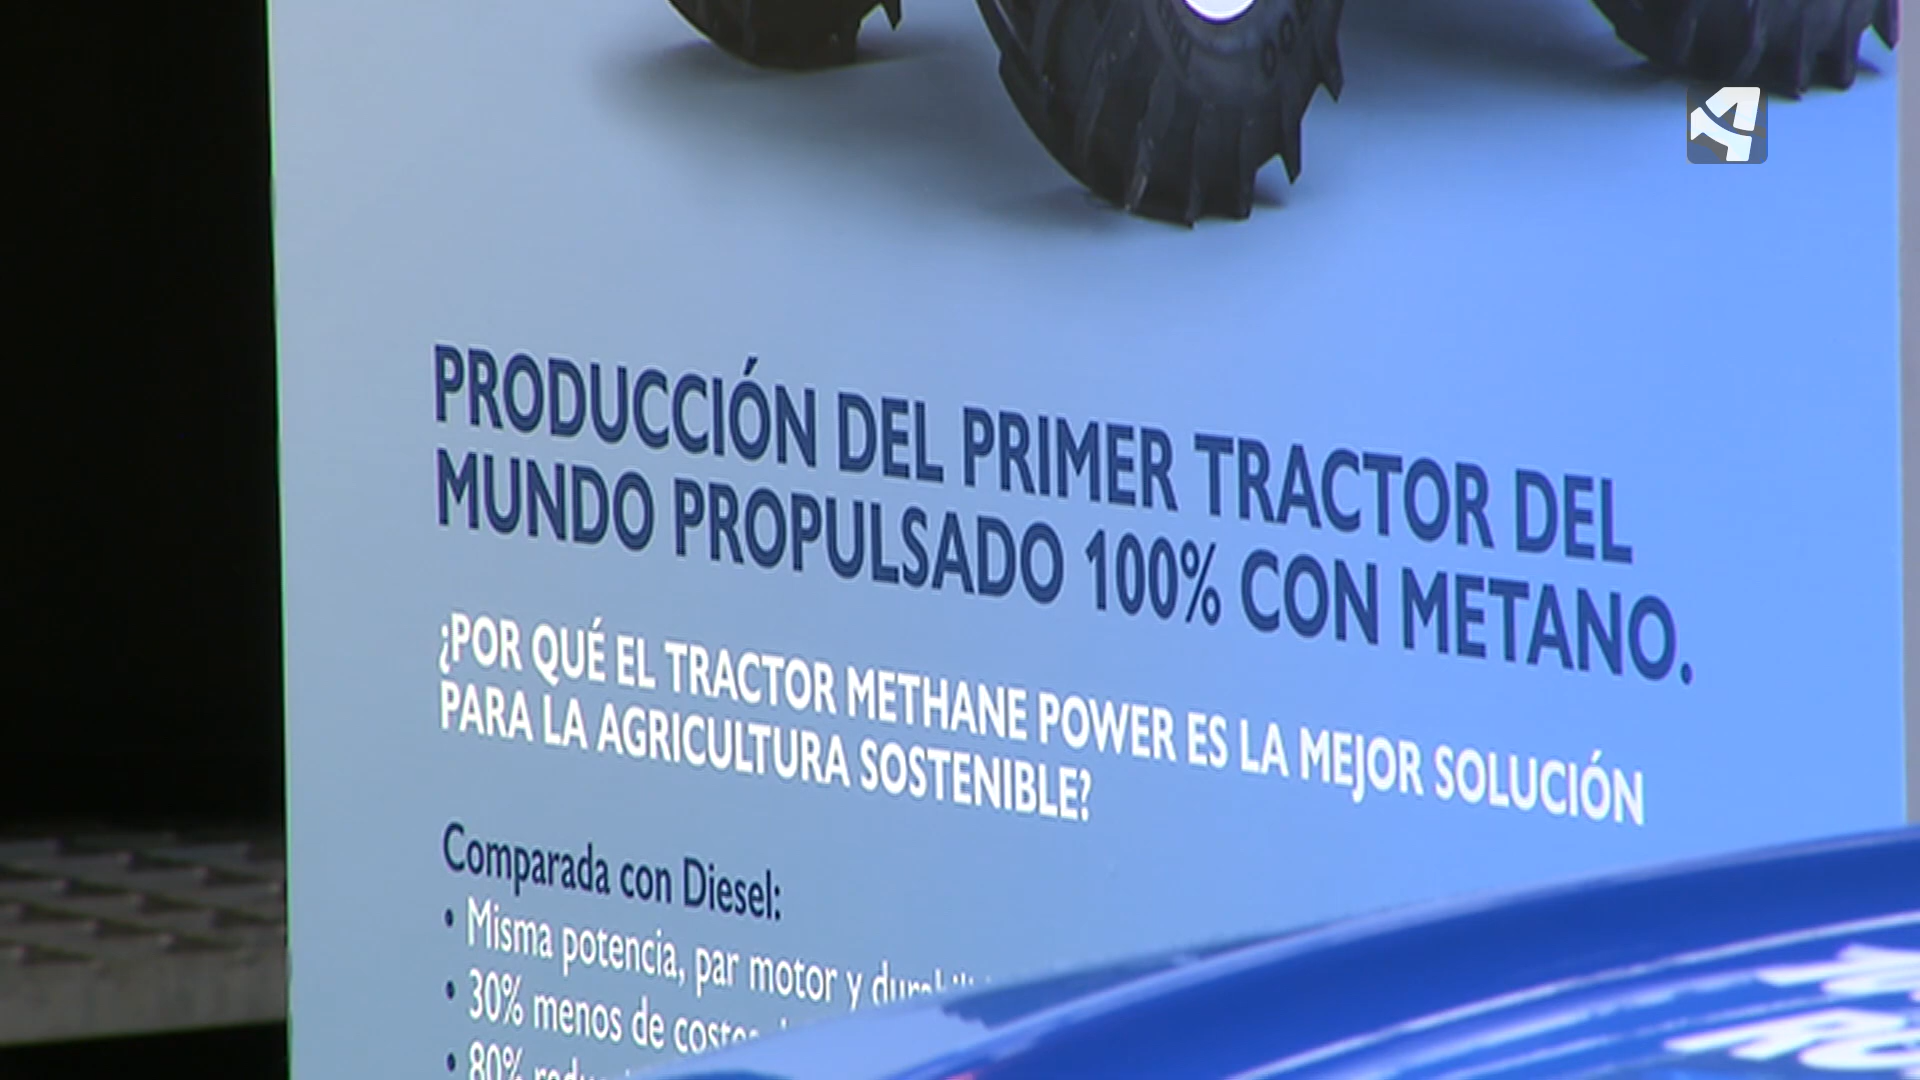 PRODUCCIÓN DEL PRIMER TRACTOR DEL
MUNDO PROPULSADO 100% CON METANO.
¿POR QUÉ EL TRACTOR METHANE POWER ES LA MEJOR SOLUCIÓN
PARA LA AGRICULTURA SOSTENIBLE?
Comparada con Diesel:
• Misma potencia, par motor y
• 30% menos de
• 80%